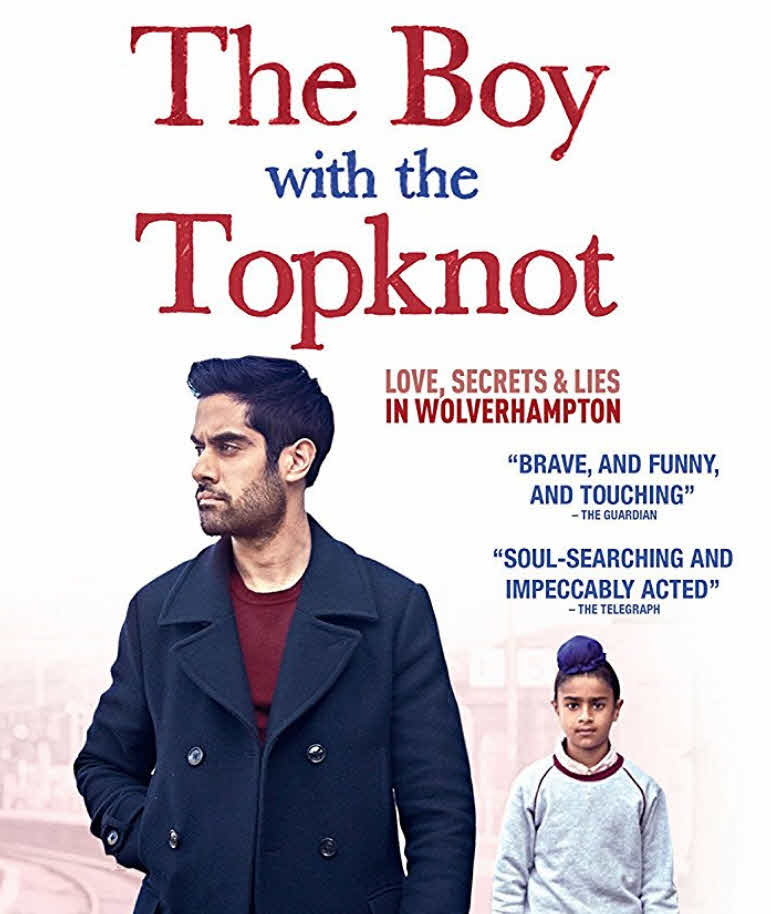 The Boy
with the
Topknot
LOVE, SECRETS & LIES
IN WOLVERHAMPTON
“BRAVE, AND FUNNY,
AND TOUCHING”
– THE GUARDIAN
“SOUL-SEARCHING AND
IMPECCABLY ACTED”
– THE TELEGRAPH